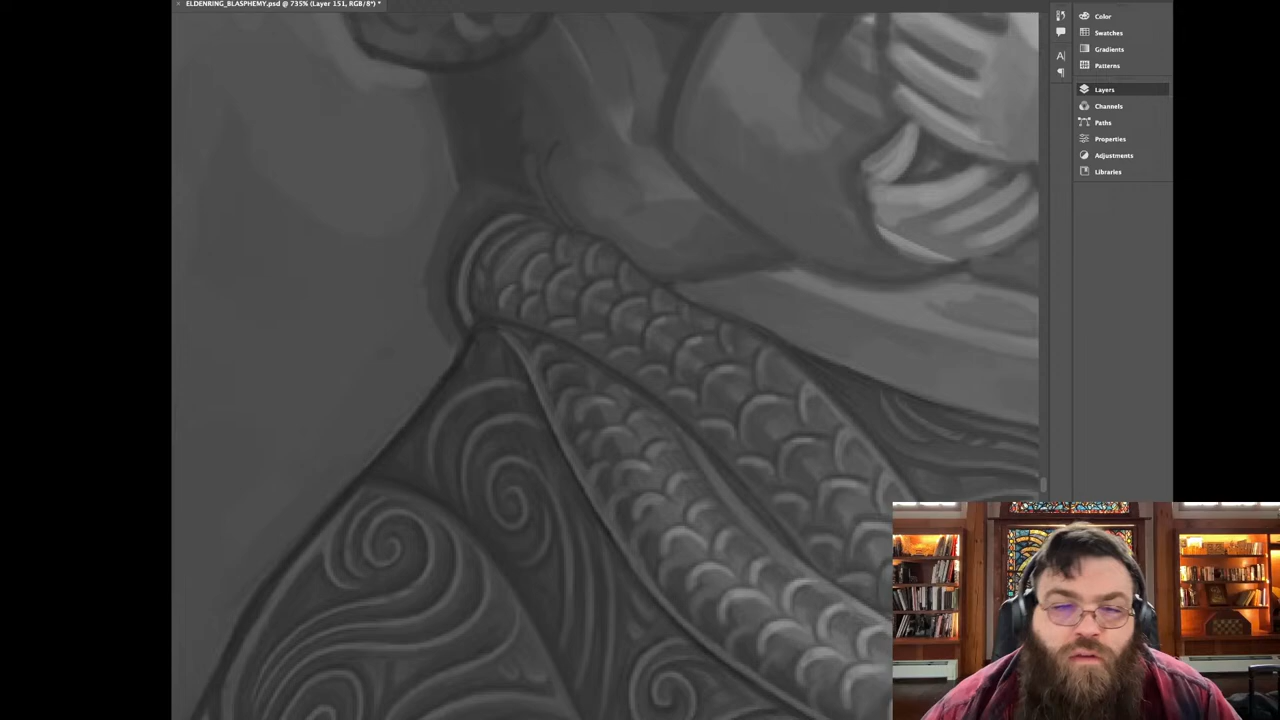 × ELDENRING_BLASPHEMY.psd @ 735% (Layer 151, RGB/8*) *
Color
Swatches
Gradients
A|
Patterns
¶
Layers
Channels
Paths
Properties
Adjustments
Libraries